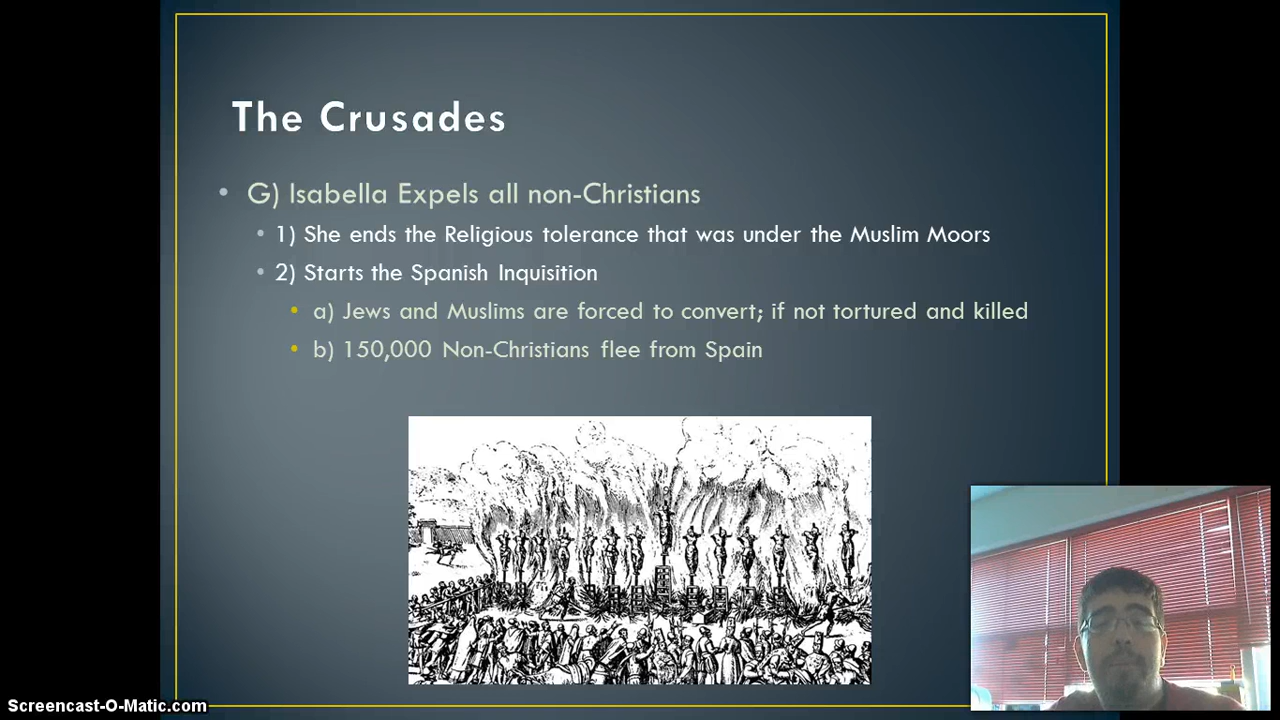 The Crusades
• G) Isabella Expels all non-Christians
• 1) She ends the Religious tolerance that was under the Muslim Moors
• 2) Starts the Spanish Inquisition
• a) Jews and Muslims are forced to convert; if not tortured and killed
• b) 150,000 Non-Christians flee from Spain
Screencast-O-Matic.com